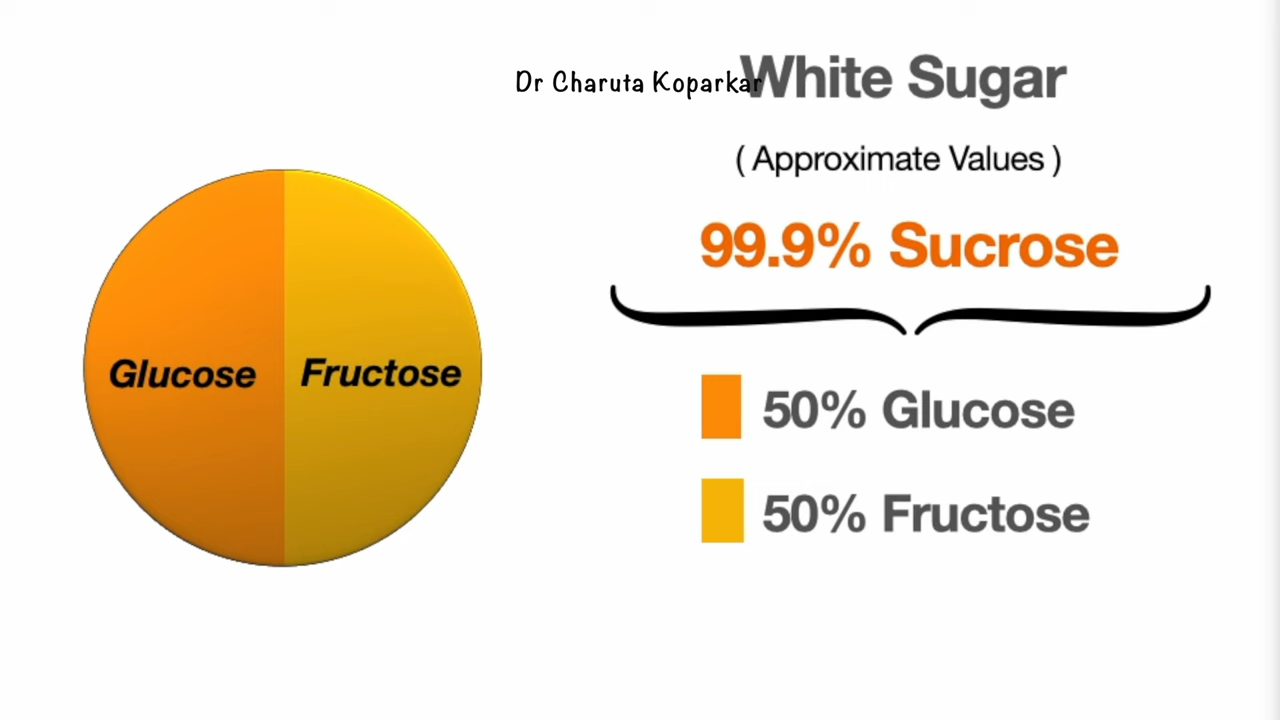 Dr Charuta Koparkar
White Sugar
( Approximate Values )
99.9% Sucrose
Glucose
Fructose
50% Glucose
50% Fructose